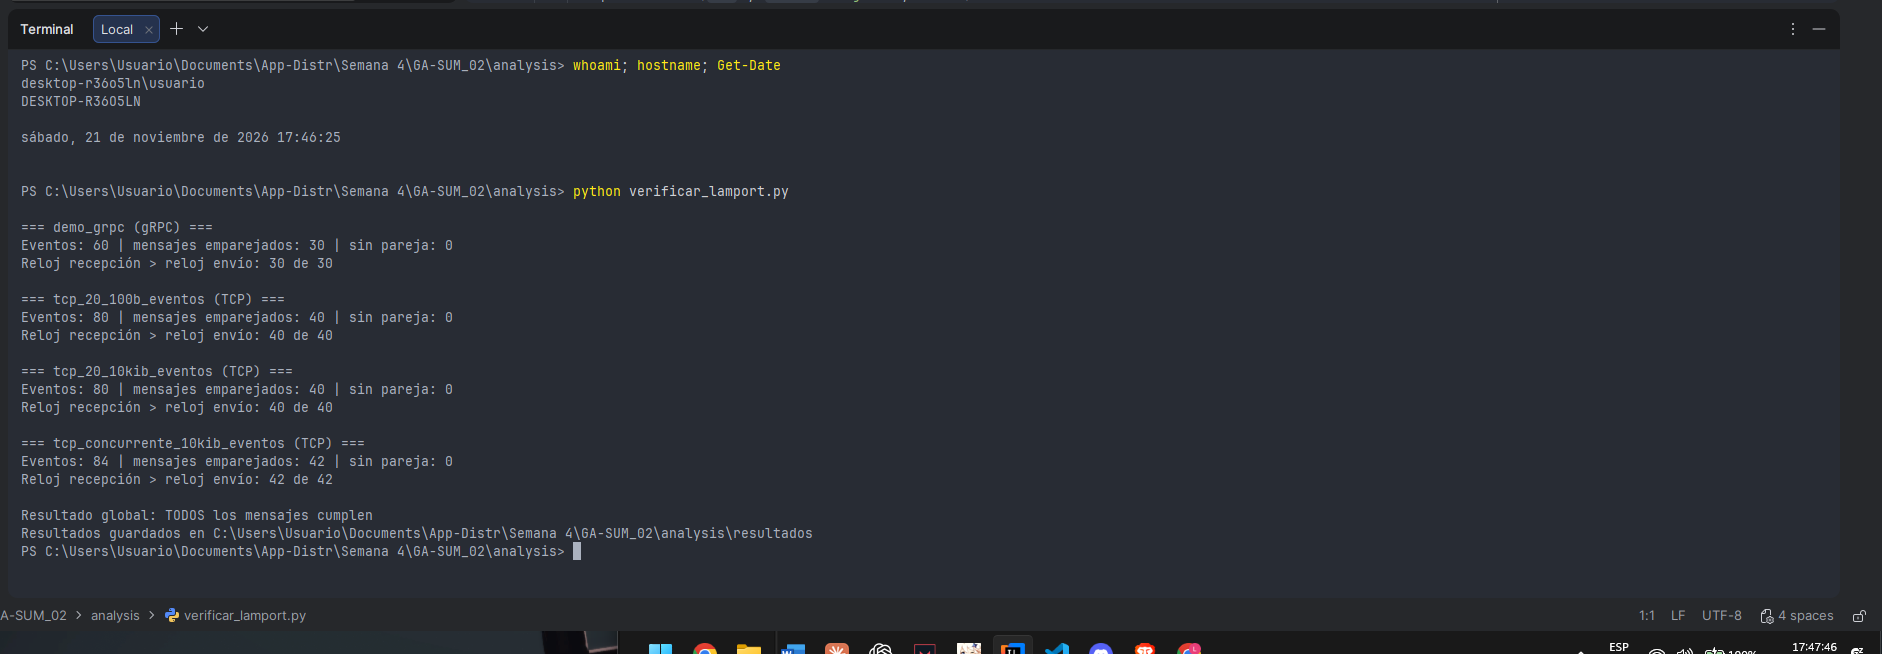 Terminal
Local
PS C:\Users\Usuario\Documents\App-Distr\Semana 4\GA-SUM_02\analysis> whoami; hostname; Get-Date
desktop-r36o5ln\usuario
DESKTOP-R36O5LN
sábado, 21 de noviembre de 2026 17:46:25
PS C:\Users\Usuario\Documents\App-Distr\Semana 4\GA-SUM_02\analysis> python verificar_lamport.py
=== demo_grpc (gRPC) ===
Eventos: 60 | mensajes emparejados: 30 | sin pareja: 0
Reloj recepción > reloj envío: 30 de 30
=== tcp_20_100b_eventos (TCP) ===
Eventos: 80 | mensajes emparejados: 40 | sin pareja: 0
Reloj recepción > reloj envío: 40 de 40
=== tcp_20_10kib_eventos (TCP) ===
Eventos: 80 | mensajes emparejados: 40 | sin pareja: 0
Reloj recepción > reloj envío: 40 de 40
=== tcp_concurrente_10kib_eventos (TCP) ===
Eventos: 84 | mensajes emparejados: 42 | sin pareja: 0
Reloj recepción > reloj envío: 42 de 42
Resultado global: TODOS los mensajes cumplen
Resultados guardados en C:\Users\Usuario\Documents\App-Distr\Semana 4\GA-SUM_02\analysis\resultados
PS C:\Users\Usuario\Documents\App-Distr\Semana 4\GA-SUM_02\analysis>
A-SUM_02 > analysis > verificar_lamport.py
1:1 LF UTF-8 4 spaces
ESP 100% 17:47:46